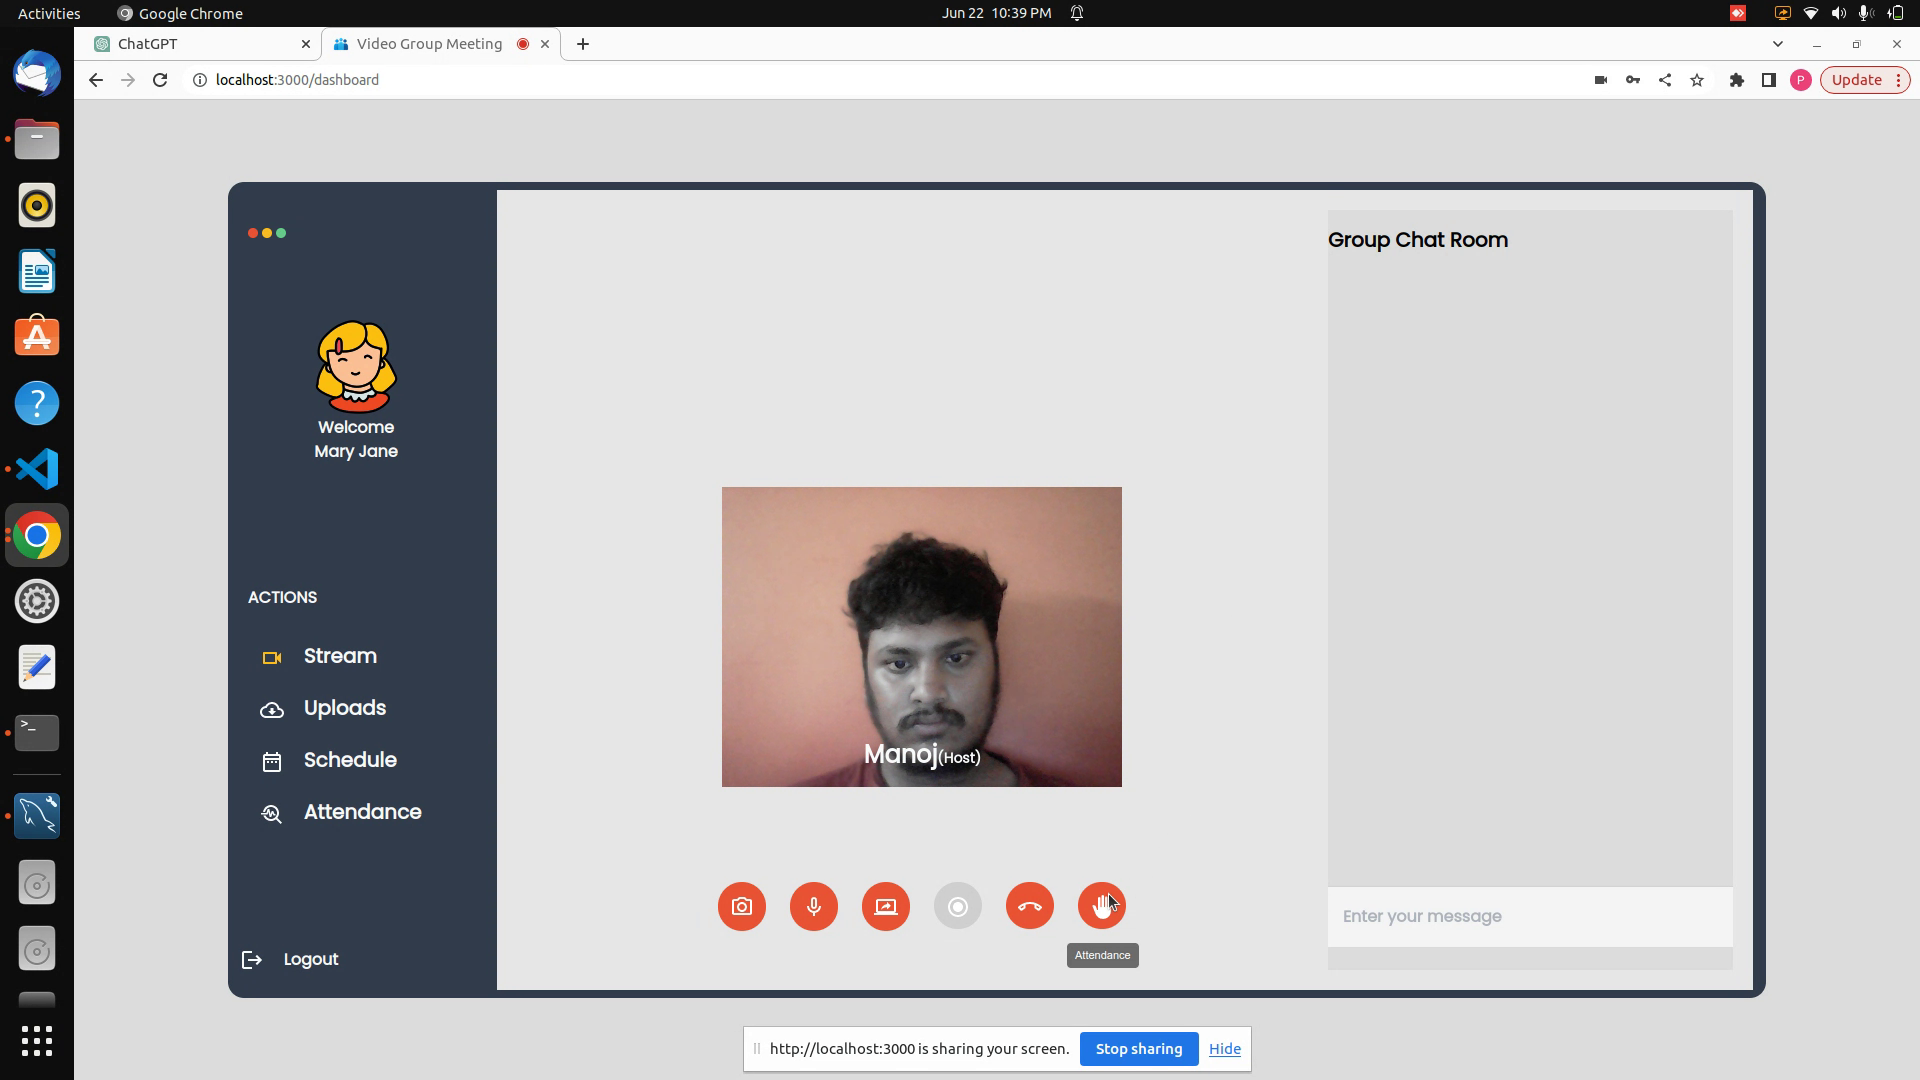 Activities
Google Chrome
Jun 22 10:39 PM
ChatGPT
Video Group Meeting
localhost:3000/dashboard
P
Update
Group Chat Room
Welcome
Mary Jane
ACTIONS
Stream
Uploads
Schedule
Attendance
Manoj(Host)
Enter your message
Attendance
Logout
http://localhost:3000 is sharing your screen.
Stop sharing
Hide